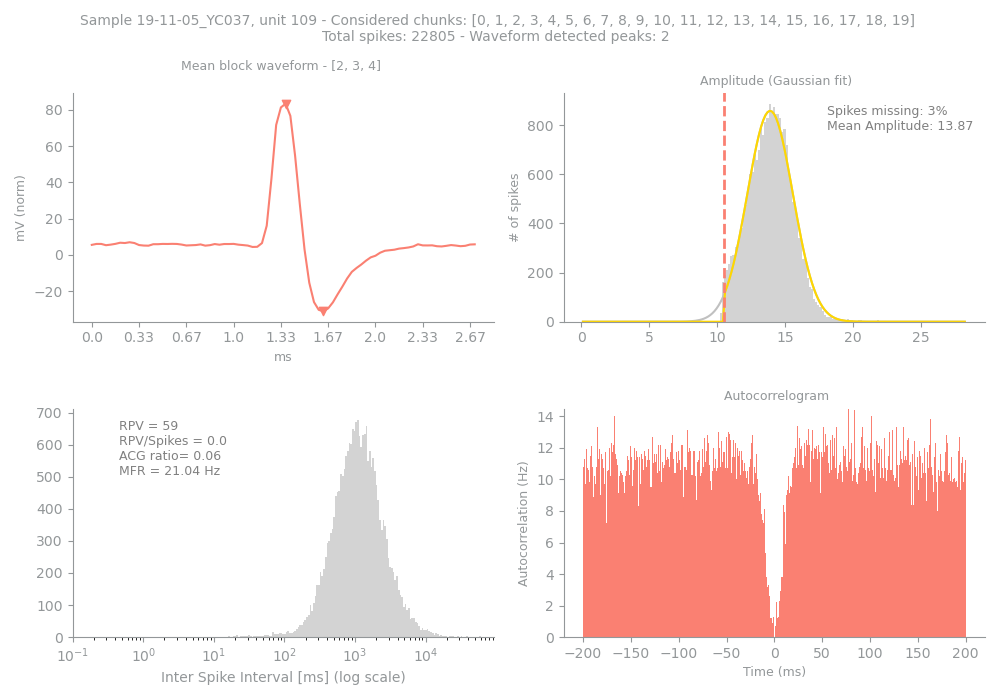 Sample 19-11-05_YC037, unit 109 - Considered chunks: [0, 1, 2, 3, 4, 5, 6, 7, 8, 9, 10, 11, 12, 13, 14, 15, 16, 17, 18, 19]
Total spikes: 22805 - Waveform detected peaks: 2
Mean block waveform - [2, 3, 4]
mV (norm)
80
60
40
20
0
−20
0.0 0.33 0.67 1.0 1.33 1.67 2.0 2.33 2.67
ms
Amplitude (Gaussian fit)
Spikes missing: 3%
Mean Amplitude: 13.87
# of spikes
800
600
400
200
0
0 5 10 15 20 25
RPV = 59
RPV/Spikes = 0.0
ACG ratio= 0.06
MFR = 21.04 Hz
700
600
500
400
300
200
100
0
10⁻¹ 10⁰ 10¹ 10² 10³ 10⁴
Inter Spike Interval [ms] (log scale)
Autocorrelogram
Autocorrelation (Hz)
14
12
10
8
6
4
2
0
−200 −150 −100 −50 0 50 100 150 200
Time (ms)